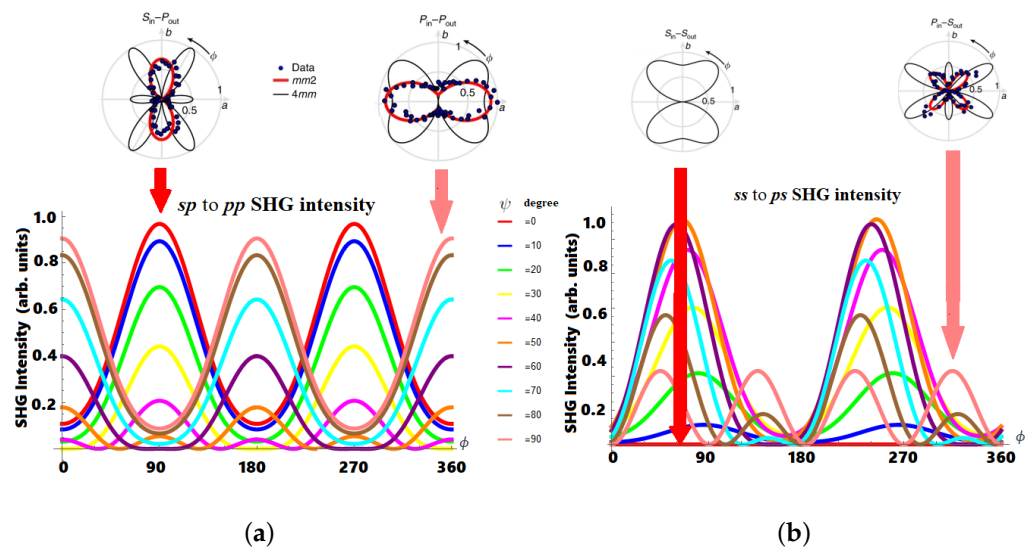 S_in–P_out
b
ϕ
1
0.5
a
Data
mm2
4mm
P_in–P_out
b
1
ϕ
0.5
a
S_in–S_out
b
ϕ
1
0.5
a
P_in–S_out
b
ϕ
1
0.5
a
sp to pp SHG intensity
SHG Intensity (arb. units)
1.0
0.8
0.6
0.4
0.2
0
90
180
270
360
ϕ
ψ degree
=0
=10
=20
=30
=40
=50
=60
=70
=80
=90
ss to ps SHG intensity
SHG Intensity (arb. units)
1.0
0.8
0.6
0.4
0.2
0
90
180
270
360
ϕ
(a)
(b)